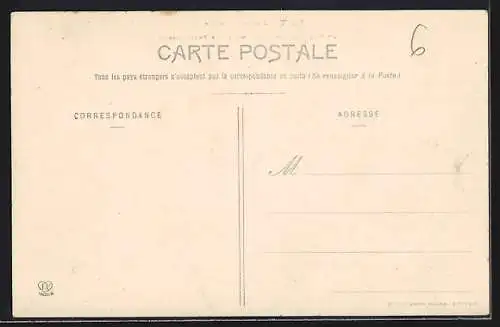 6
CARTE POSTALE
Tous les pays étrangers n'acceptent pas la correspondance au recto (Se renseigner à la Poste)
CORRESPONDANCE
ADRESSE
M